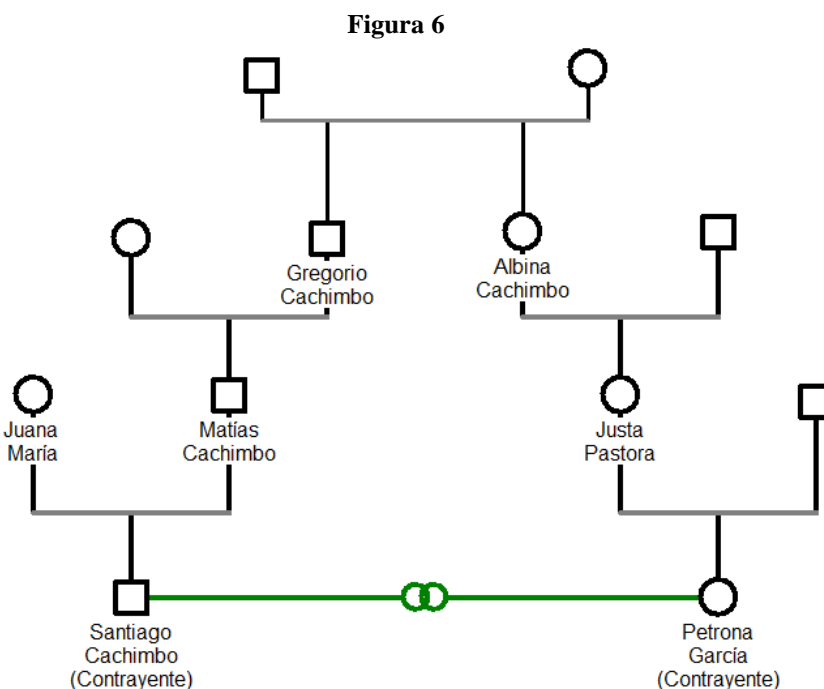 Figura 6
Gregorio
Cachimbo
Albina
Cachimbo
Juana
María
Matías
Cachimbo
Justa
Pastora
Santiago
Cachimbo
(Contrayente)
Petrona
García
(Contrayente)